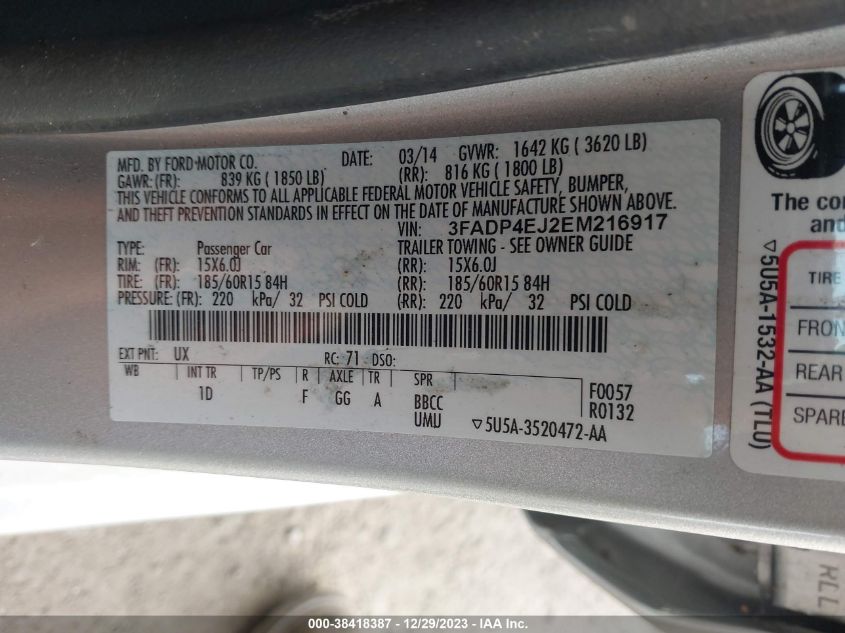 MFD. BY FORD MOTOR CO. DATE: 03/14 GVWR: 1642 KG ( 3620 LB)
GAWR: (FR): 839 KG ( 1850 LB) (RR): 816 KG ( 1800 LB)
THIS VEHICLE CONFORMS TO ALL APPLICABLE FEDERAL MOTOR VEHICLE SAFETY, BUMPER,
AND THEFT PREVENTION STANDARDS IN EFFECT ON THE DATE OF MANUFACTURE SHOWN ABOVE.
VIN: 3FADP4EJ2EM216917
TYPE: Passenger Car TRAILER TOWING - SEE OWNER GUIDE
RIM: (FR): 15X6.0J (RR): 15X6.0J
TIRE: (FR): 185/60R15 84H (RR): 185/60R15 84H
PRESSURE: (FR): 220 kPa/ 32 PSI COLD (RR): 220 kPa/ 32 PSI COLD
EXT PNT: UX RC: 71 DSO:
WB INT TR TP/PS R AXLE TR SPR
1D F GG A BBCC
UMU
F0057
R0132
▽5U5A-3520472-AA
The
and
▽5U5A-1532-AA (TLU)
TIRE
FRON
REAR
SPARE
000-38418387 - 12/29/2023 - IAAI.com